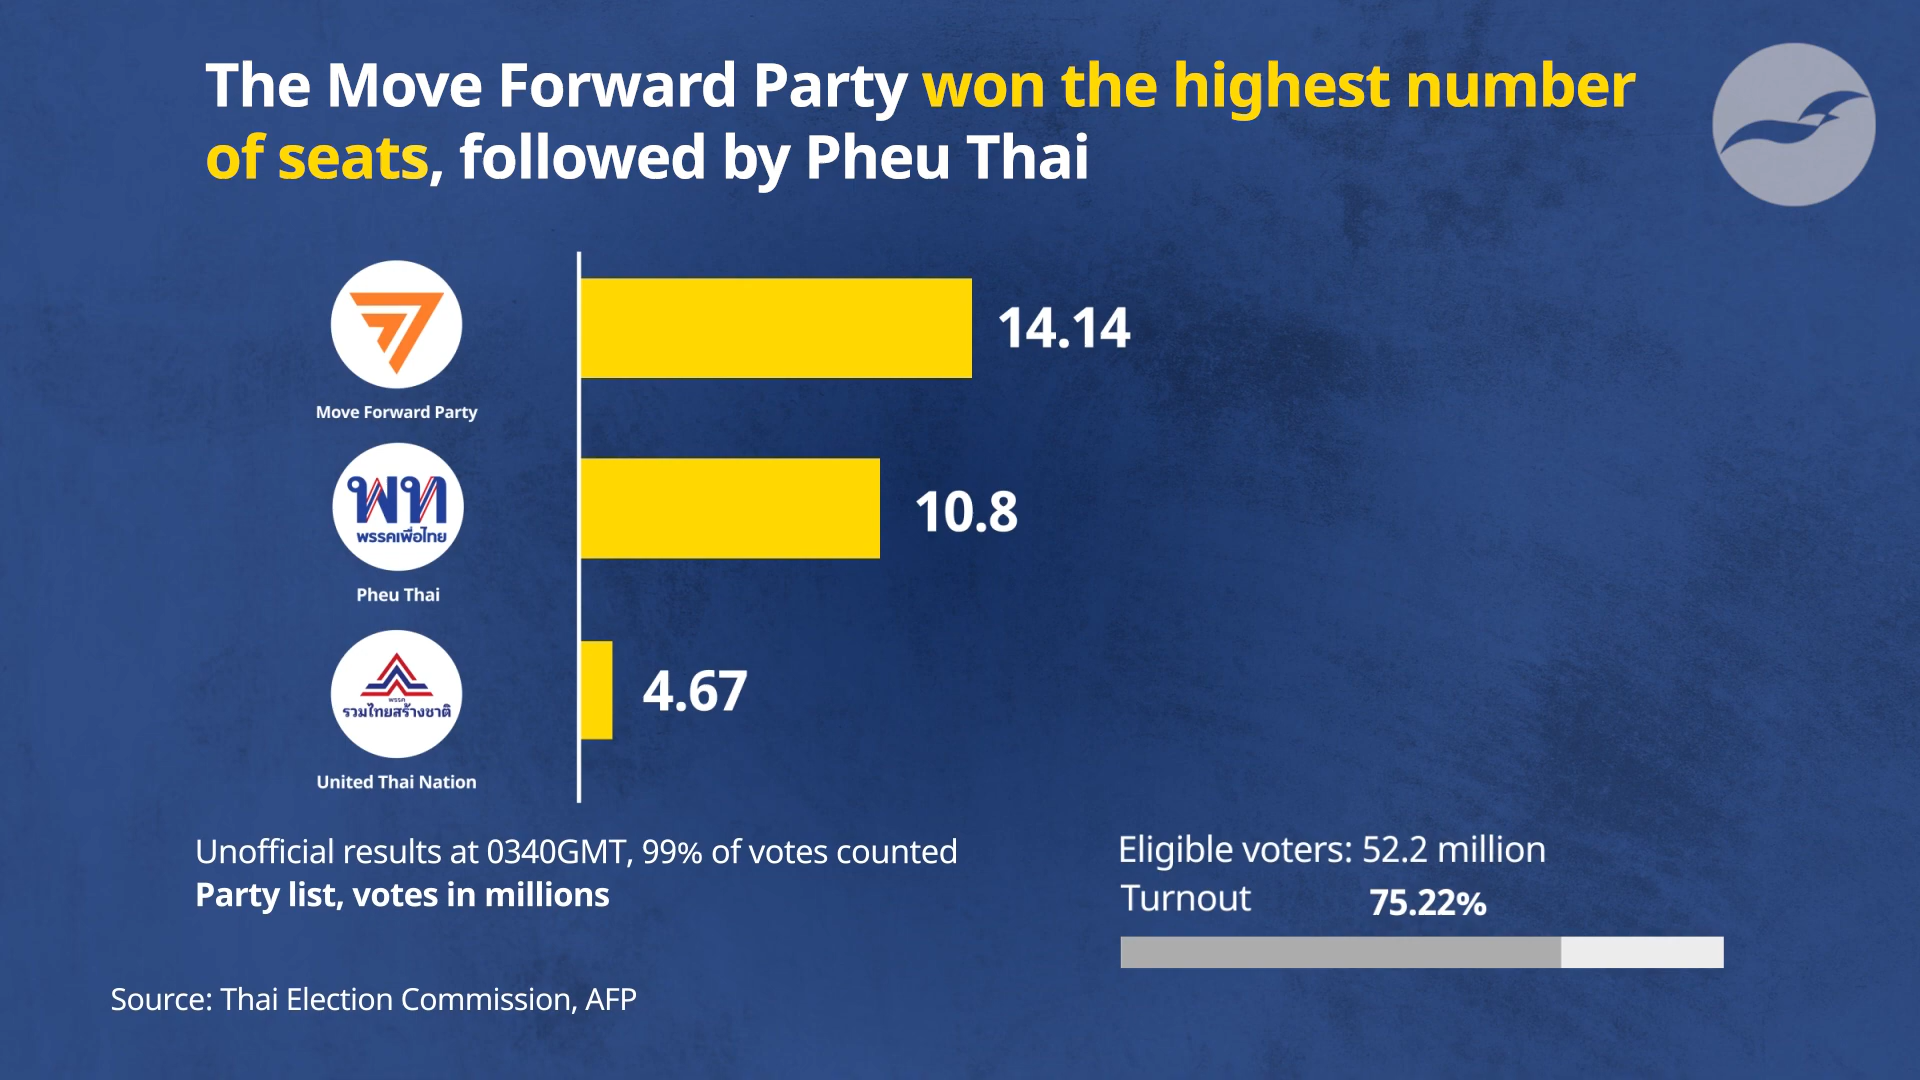 The Move Forward Party won the highest number
of seats, followed by Pheu Thai
14.14
Move Forward Party
พท
พรรคเพื่อไทย
10.8
Pheu Thai
พรรค
รวมไทยสร้างชาติ
4.67
United Thai Nation
Unofficial results at 0340GMT, 99% of votes counted
Party list, votes in millions
Eligible voters: 52.2 million
Turnout 75.22%
Source: Thai Election Commission, AFP